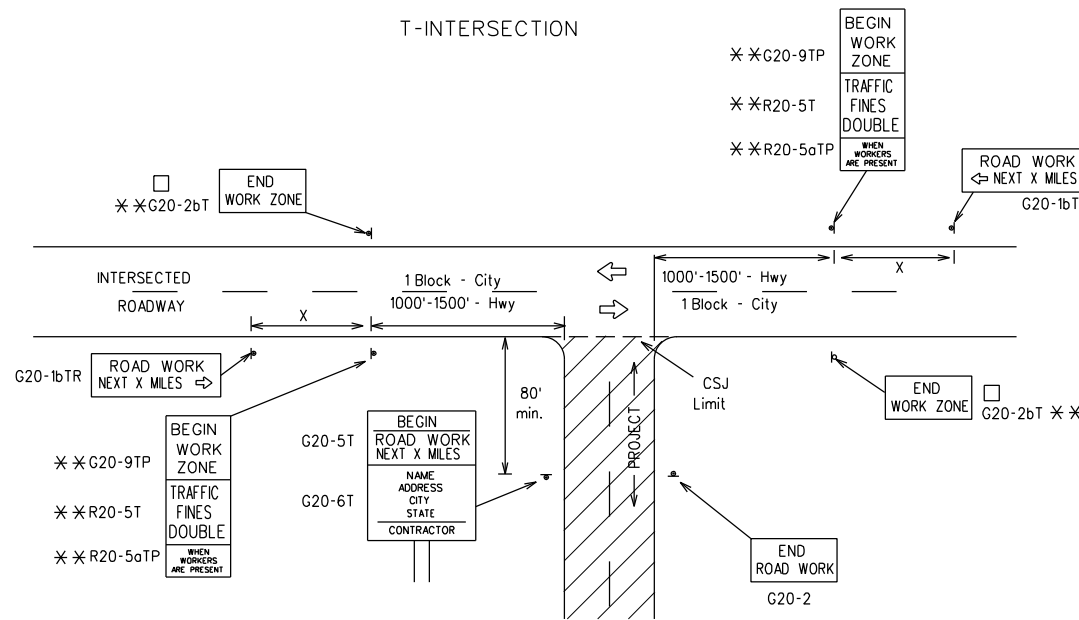 T-INTERSECTION
✳ ✳ G20-9TP
✳ ✳ R20-5T
✳ ✳ R20-5aTP
BEGIN
WORK
ZONE
TRAFFIC
FINES
DOUBLE
WHEN
WORKERS
ARE PRESENT
ROAD WORK
⇦ NEXT X MILES
G20-1bT
□
✳ ✳ G20-2bT
END
WORK ZONE
INTERSECTED
ROADWAY
1 Block - City
1000'-1500' - Hwy
1000'-1500' - Hwy
1 Block - City
X
X
G20-1bTR
ROAD WORK
NEXT X MILES ⇨
80'
min.
CSJ
Limit
PROJECT
END
WORK ZONE
□
G20-2bT ✳ ✳
✳ ✳ G20-9TP
✳ ✳ R20-5T
✳ ✳ R20-5aTP
BEGIN
WORK
ZONE
TRAFFIC
FINES
DOUBLE
WHEN
WORKERS
ARE PRESENT
G20-5T
G20-6T
BEGIN
ROAD WORK
NEXT X MILES
NAME
ADDRESS
CITY
STATE
CONTRACTOR
END
ROAD WORK
G20-2